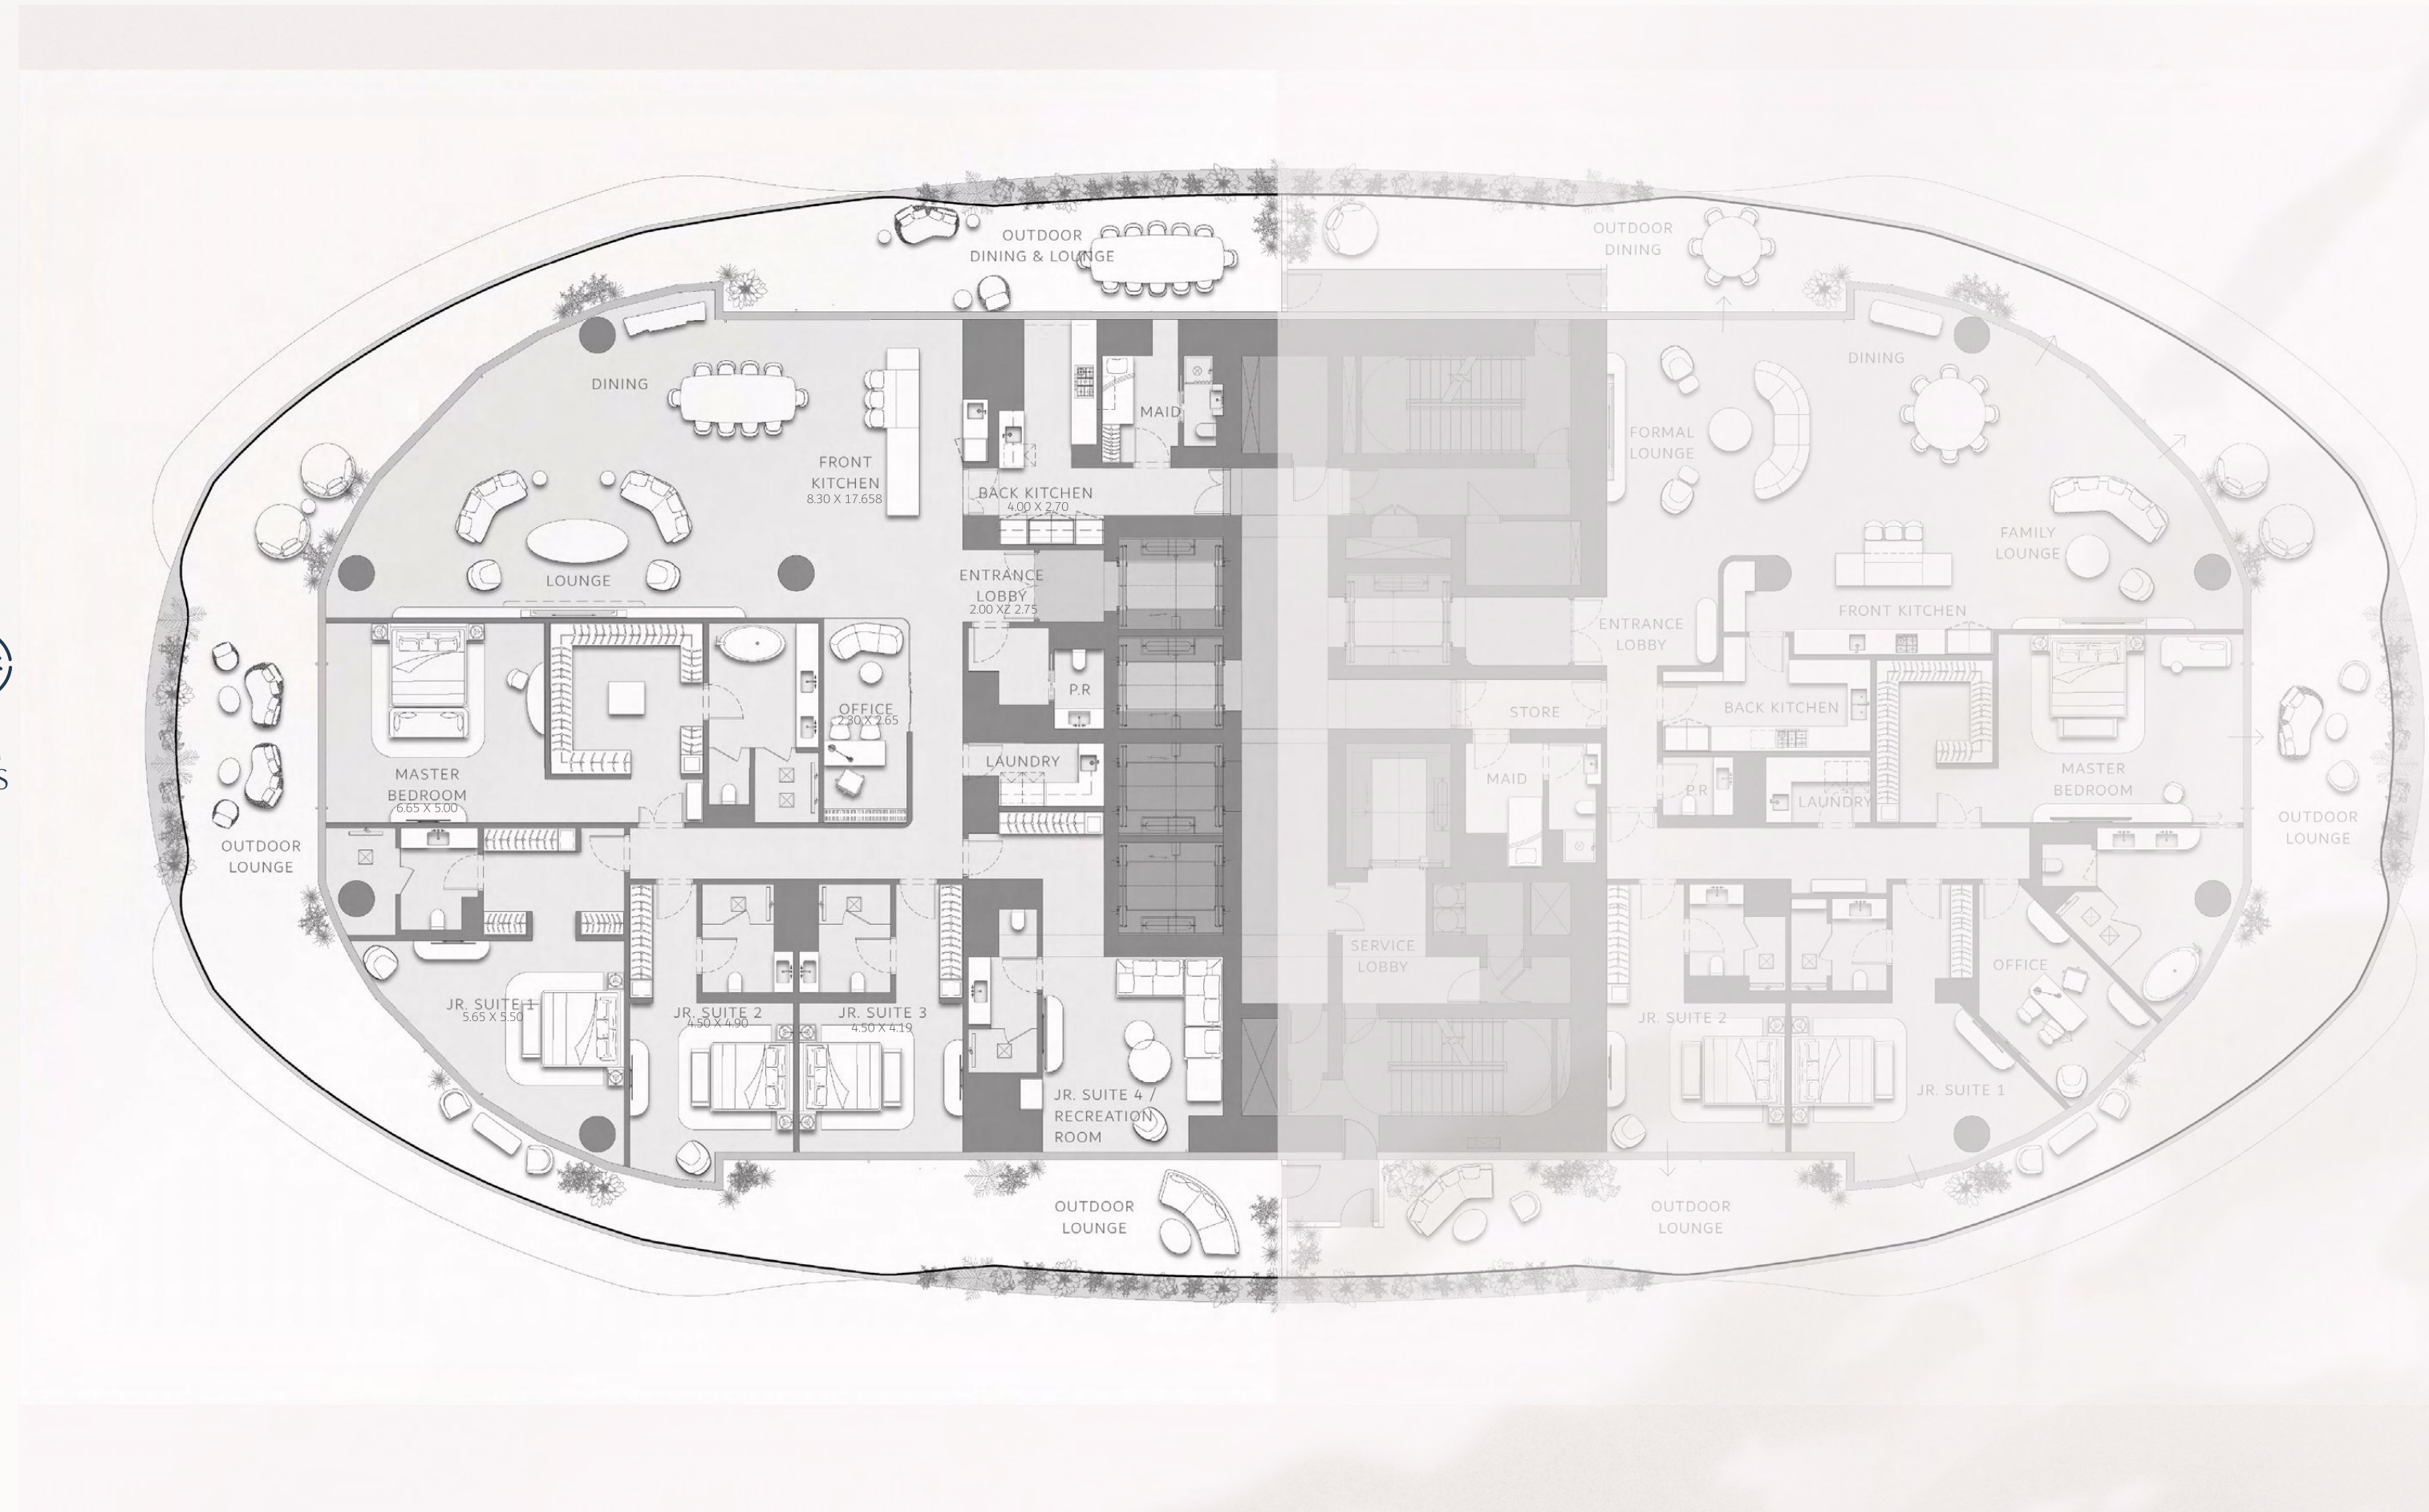 OUTDOOR
DINING & LOUNGE
DINING
FRONT
KITCHEN
8.30 X 17.658
MAID
BACK KITCHEN
4.00 X 2.70
LOUNGE
ENTRANCE
LOBBY
2.00 XZ 2.75
P.R
OFFICE
2.30 X 2.65
LAUNDRY
MASTER
BEDROOM
6.65 X 5.00
OUTDOOR
LOUNGE
JR. SUITE 1
5.65 X 5.50
JR. SUITE 2
4.50 X 4.90
JR. SUITE 3
4.50 X 4.19
JR. SUITE 4 /
RECREATION
ROOM
OUTDOOR
LOUNGE
OUTDOOR
DINING
DINING
FORMAL
LOUNGE
FAMILY
LOUNGE
FRONT KITCHEN
ENTRANCE
LOBBY
STORE
BACK KITCHEN
MAID
P.R
LAUNDRY
MASTER
BEDROOM
OUTDOOR
LOUNGE
SERVICE
LOBBY
OFFICE
JR. SUITE 2
JR. SUITE 1
OUTDOOR
LOUNGE
S